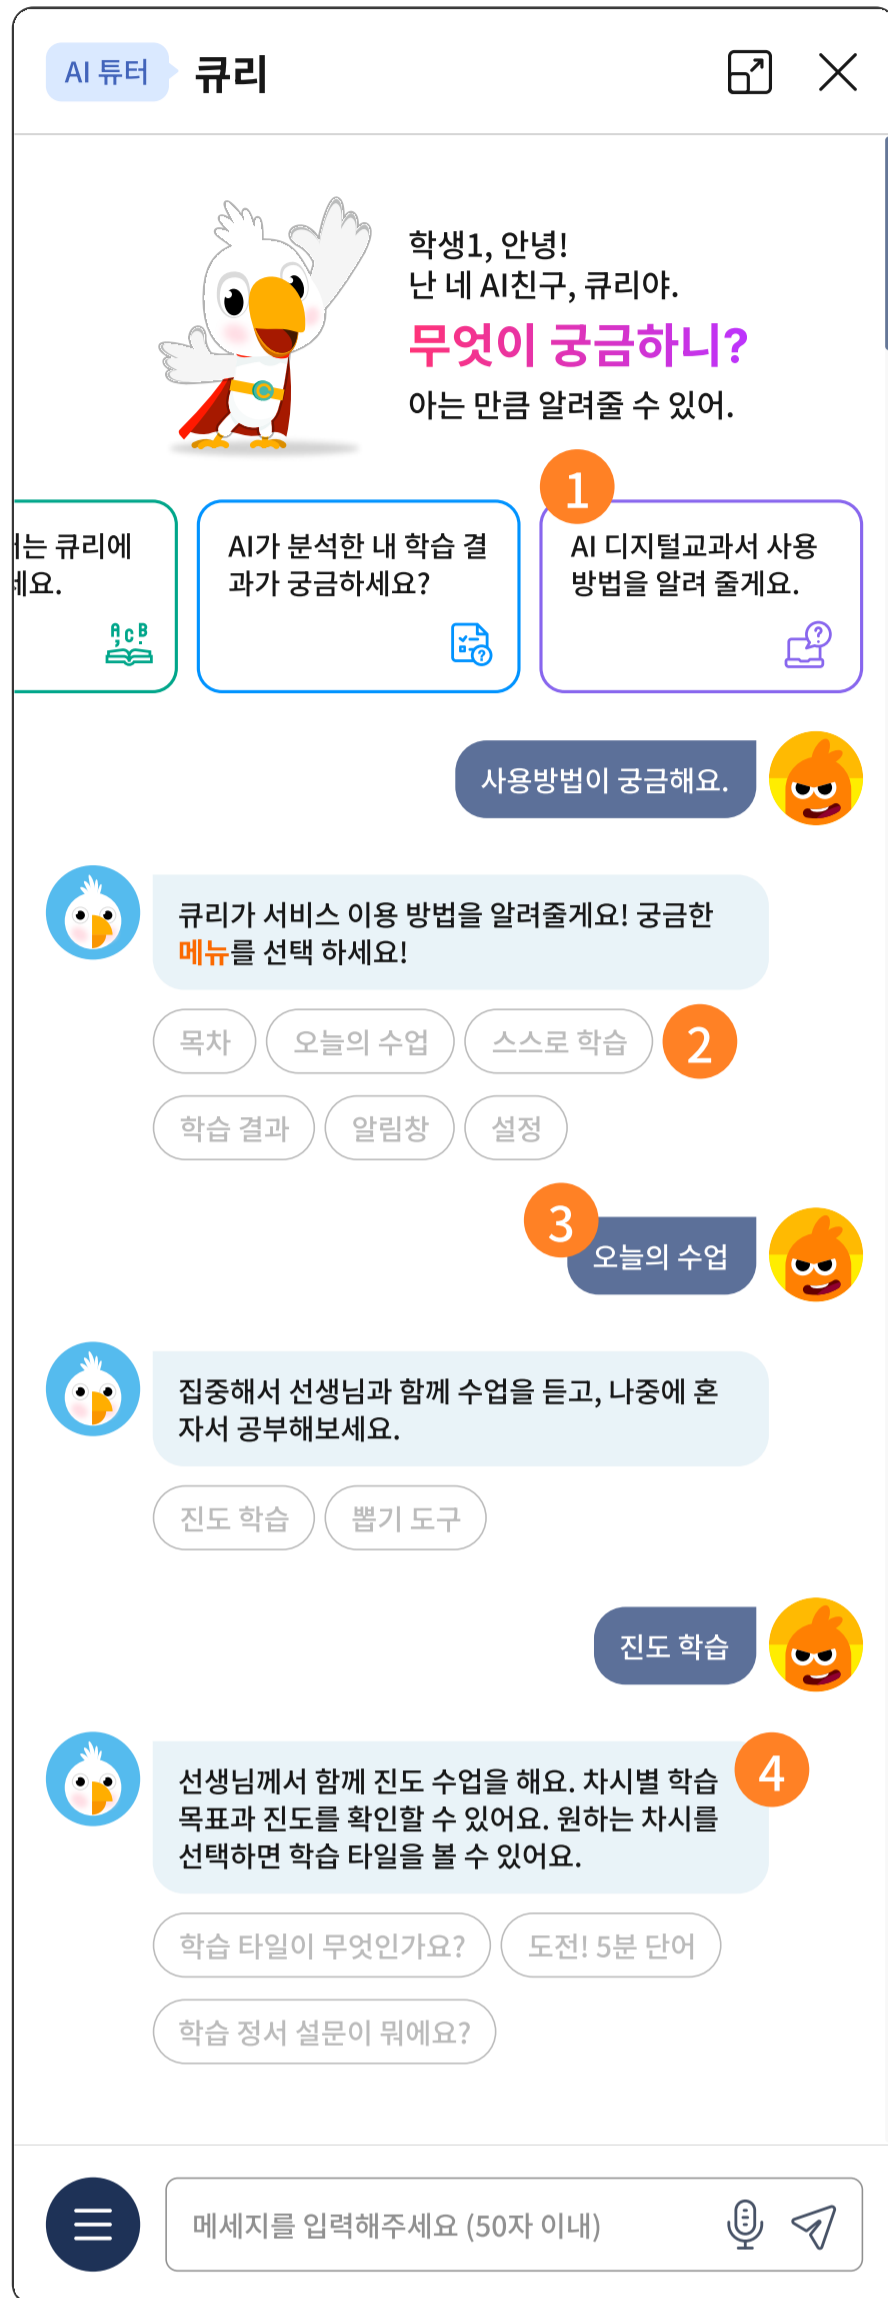 AI 튜터 큐리
학생1, 안녕!
난 네 AI친구, 큐리야.
무엇이 궁금하니?
아는 만큼 알려줄 수 있어.
1
는 큐리에
요.
AI가 분석한 내 학습 결
과가 궁금하세요?
AI 디지털교과서 사용
방법을 알려 줄게요.
사용방법이 궁금해요.
큐리가 서비스 이용 방법을 알려줄게요! 궁금한
메뉴를 선택 하세요!
목차 오늘의 수업 스스로 학습 2
학습 결과 알림창 설정
3
오늘의 수업
집중해서 선생님과 함께 수업을 듣고, 나중에 혼
자서 공부해보세요.
진도 학습 뽑기 도구
진도 학습
4
선생님께서 함께 진도 수업을 해요. 차시별 학습
목표과 진도를 확인할 수 있어요. 원하는 차시를
선택하면 학습 타일을 볼 수 있어요.
학습 타일이 무엇인가요? 도전! 5분 단어
학습 정서 설문이 뭐에요?
메세지를 입력해주세요 (50자 이내)